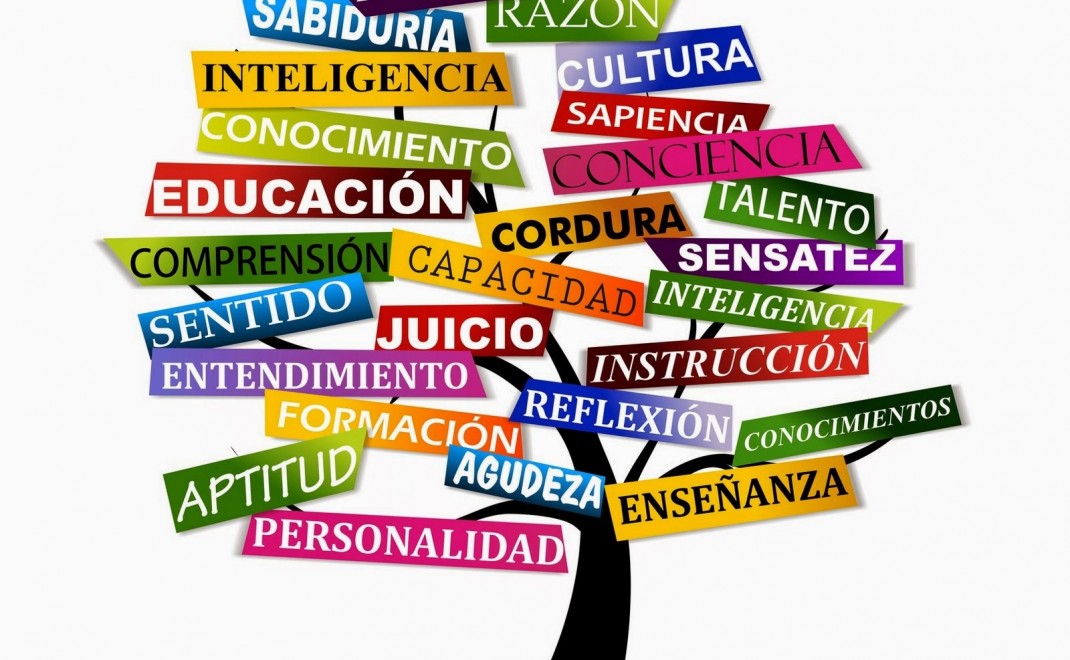 SABIDURÍA
RAZÓN
INTELIGENCIA
CULTURA
CONOCIMIENTO
SAPIENCIA
CONCIENCIA
EDUCACIÓN
TALENTO
CORDURA
COMPRENSIÓN
CAPACIDAD
SENSATEZ
SENTIDO
INTELIGENCIA
JUICIO
INSTRUCCIÓN
ENTENDIMIENTO
REFLEXIÓN
CONOCIMIENTOS
FORMACIÓN
APTITUD
AGUDEZA
ENSEÑANZA
PERSONALIDAD